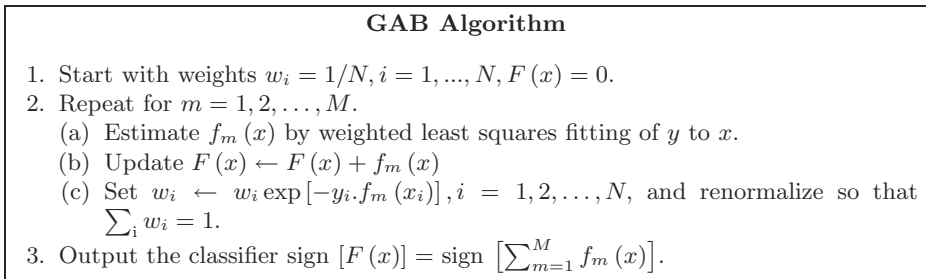 GAB Algorithm
1. Start with weights w_i = 1/N, i = 1, ..., N, F (x) = 0.
2. Repeat for m = 1, 2, . . . , M.
(a) Estimate f_m (x) by weighted least squares fitting of y to x.
(b) Update F (x) ← F (x) + f_m (x)
(c) Set w_i ← w_i exp [−y_i.f_m (x_i)] , i = 1, 2, . . . , N, and renormalize so that
∑_i w_i = 1.
3. Output the classifier sign [F (x)] = sign [∑_{m=1}^{M} f_m (x)].